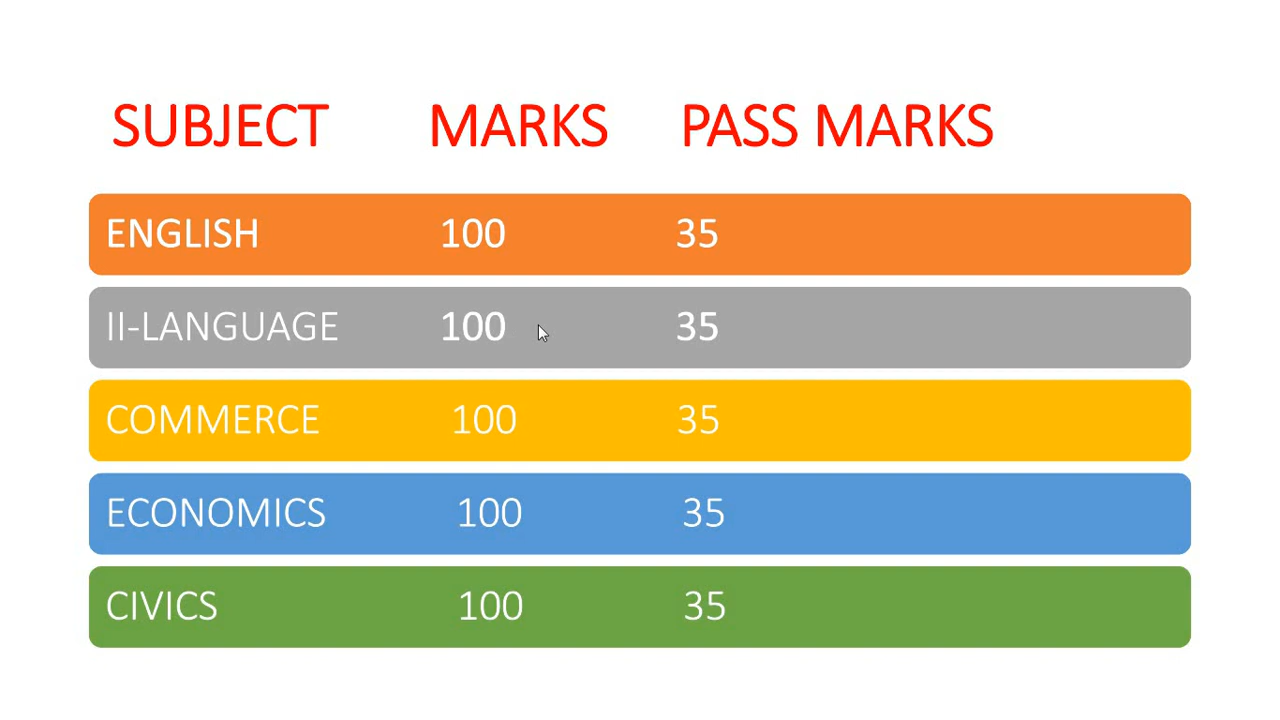 SUBJECT MARKS PASS MARKS
ENGLISH 100 35
II-LANGUAGE 100 35
COMMERCE 100 35
ECONOMICS 100 35
CIVICS 100 35